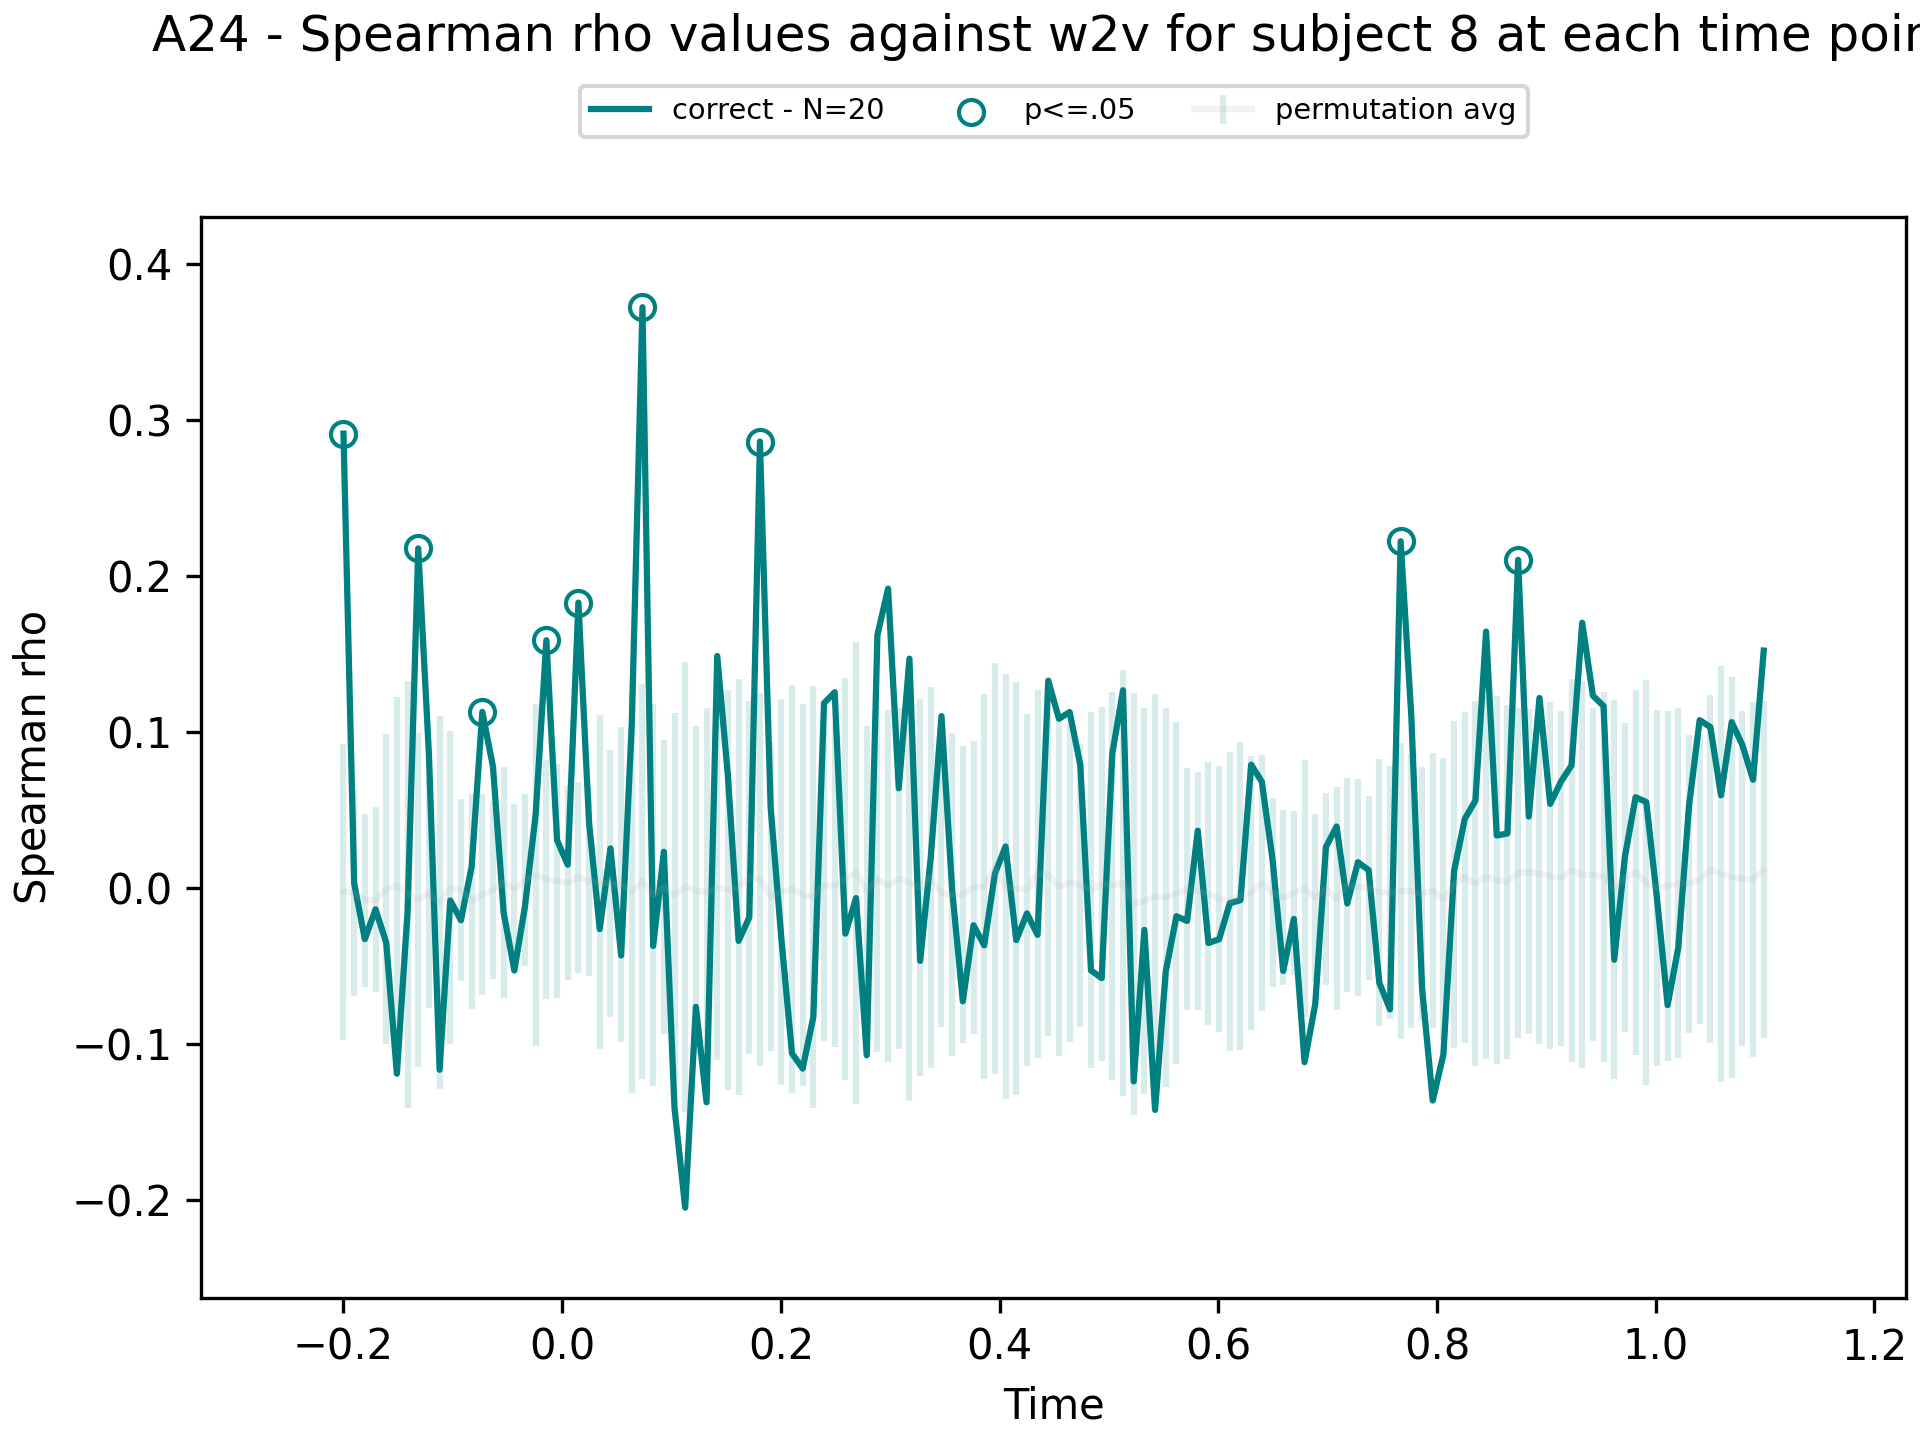 A24 - Spearman rho values against w2v for subject 8 at each time poin
correct - N=20 p<=.05 permutation avg
0.4
0.3
0.2
0.1
0.0
−0.1
−0.2
Spearman rho
−0.2 0.0 0.2 0.4 0.6 0.8 1.0 1.2
Time